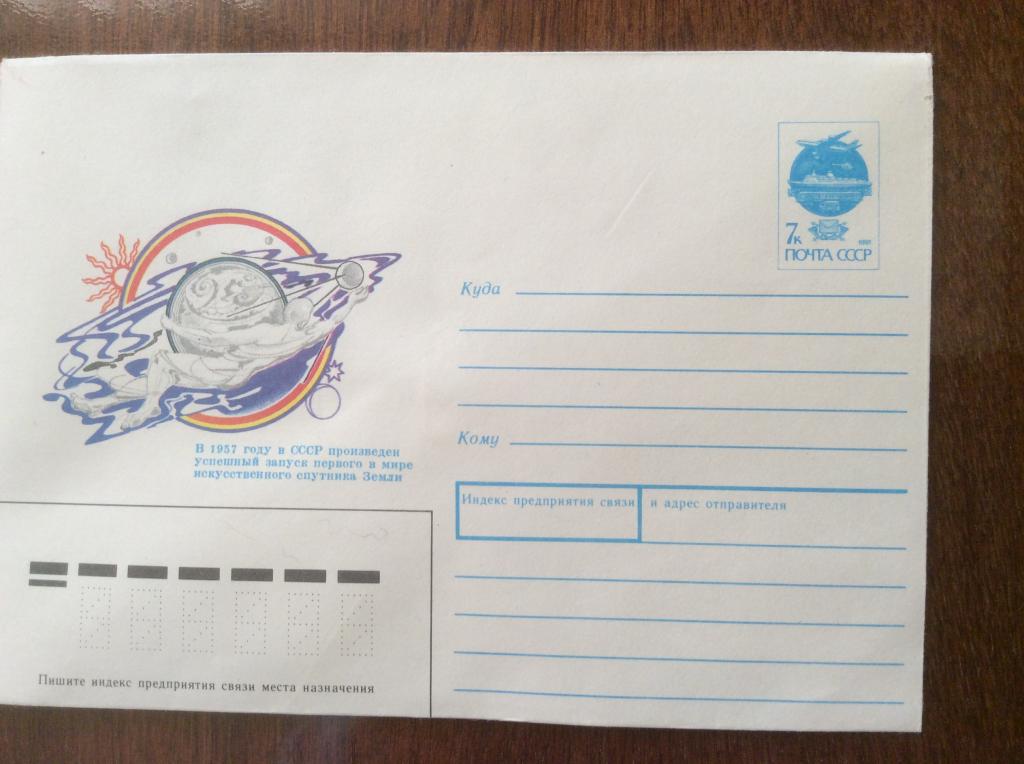 7к
ПОЧТА СССР
Куда
Кому
В 1957 году в СССР произведен
успешный запуск первого в мире
искусственного спутника Земли
Индекс предприятия связи и адрес отправителя
Пишите индекс предприятия связи места назначения